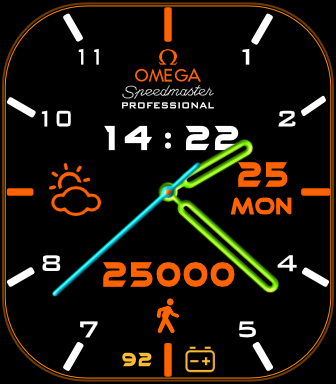 11 1
Ω
OMEGA
Speedmaster
PROFESSIONAL
10 2
14:22
25
MON
8 4
25000
7 5
92
- +